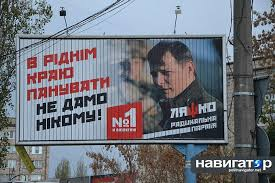 В РІДНІМ
КРАЮ
ПАНУВАТИ
НЕ ДАМО
НІКОМУ!
№1
ЛЯШКО
РАДИКАЛЬНА
ПАРТІЯ
НАВИГАТОР